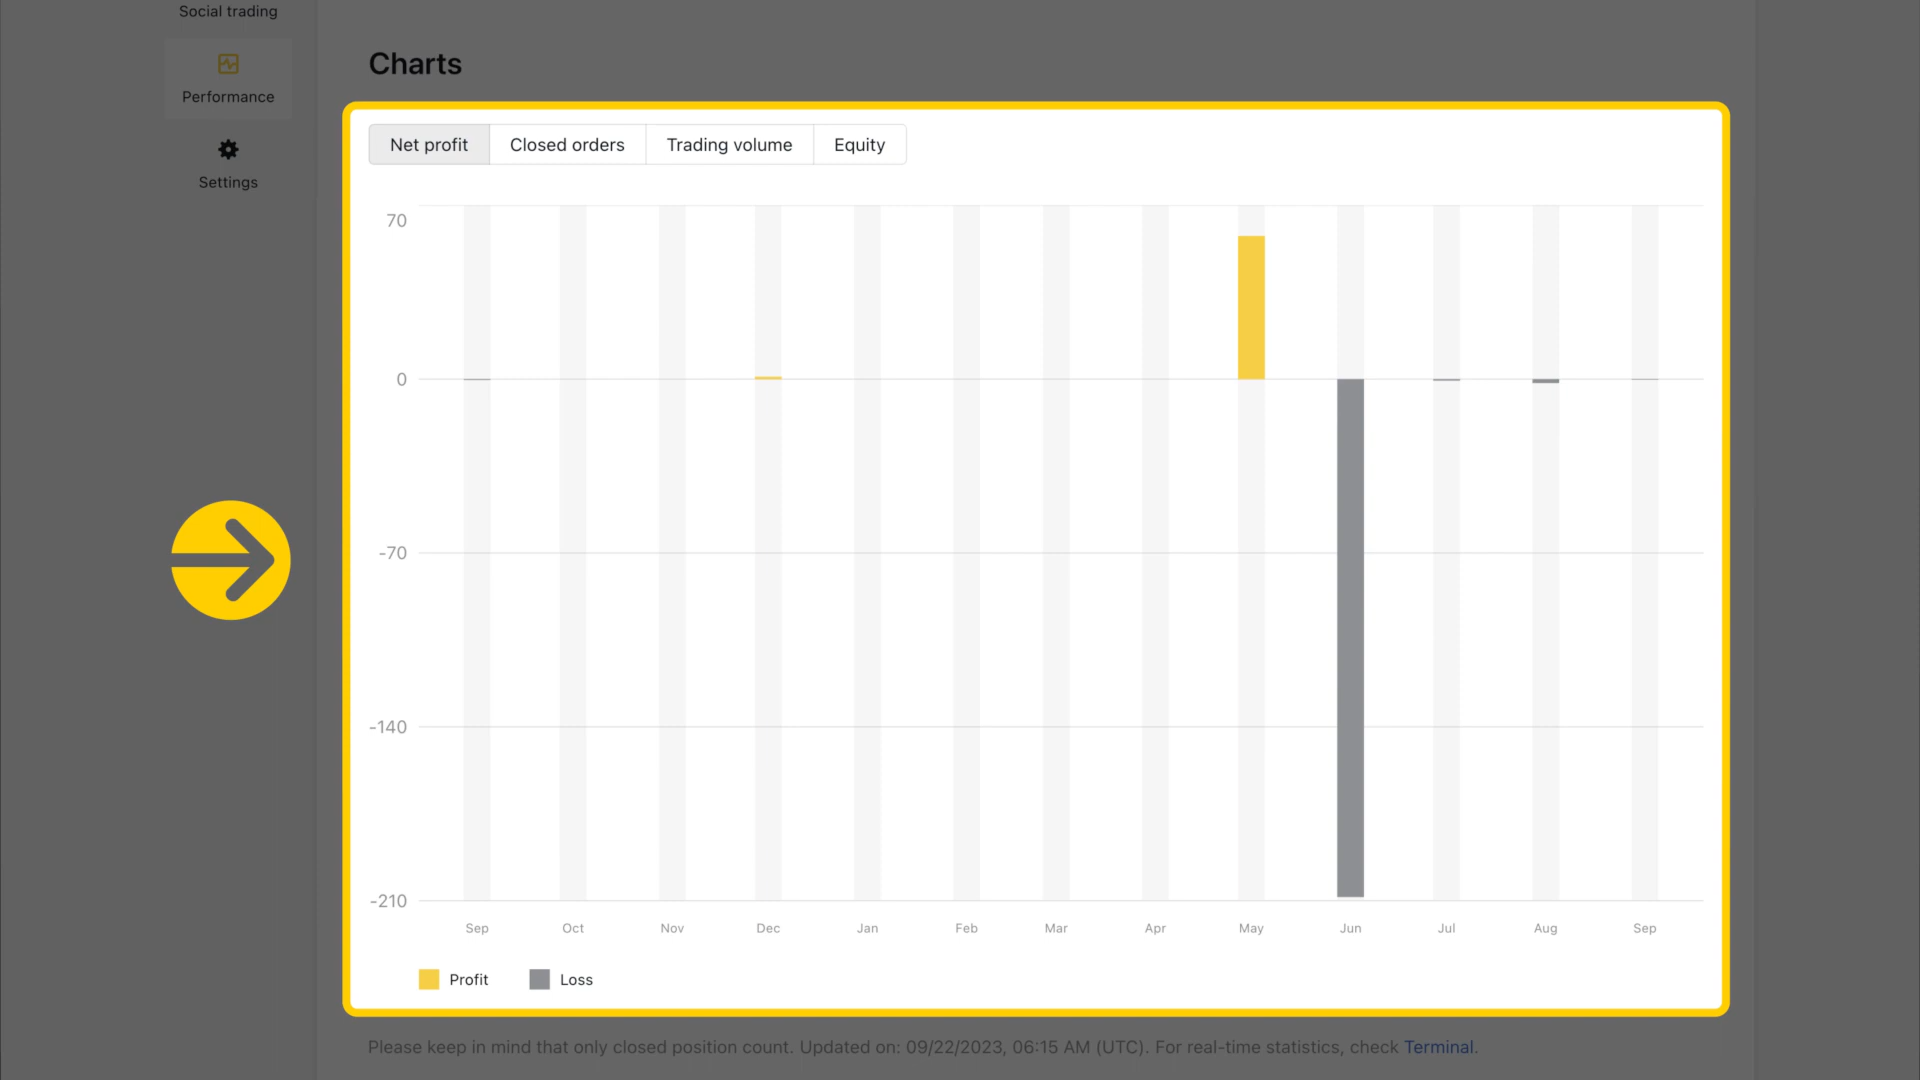 Social trading
Performance
Settings
Charts
Net profit Closed orders Trading volume Equity
70
0
-70
-140
-210
Sep Oct Nov Dec Jan Feb Mar Apr May Jun Jul Aug Sep
Profit Loss
Please keep in mind that only closed position count. Updated on: 09/22/2023, 06:15 AM (UTC). For real-time statistics, check Terminal.